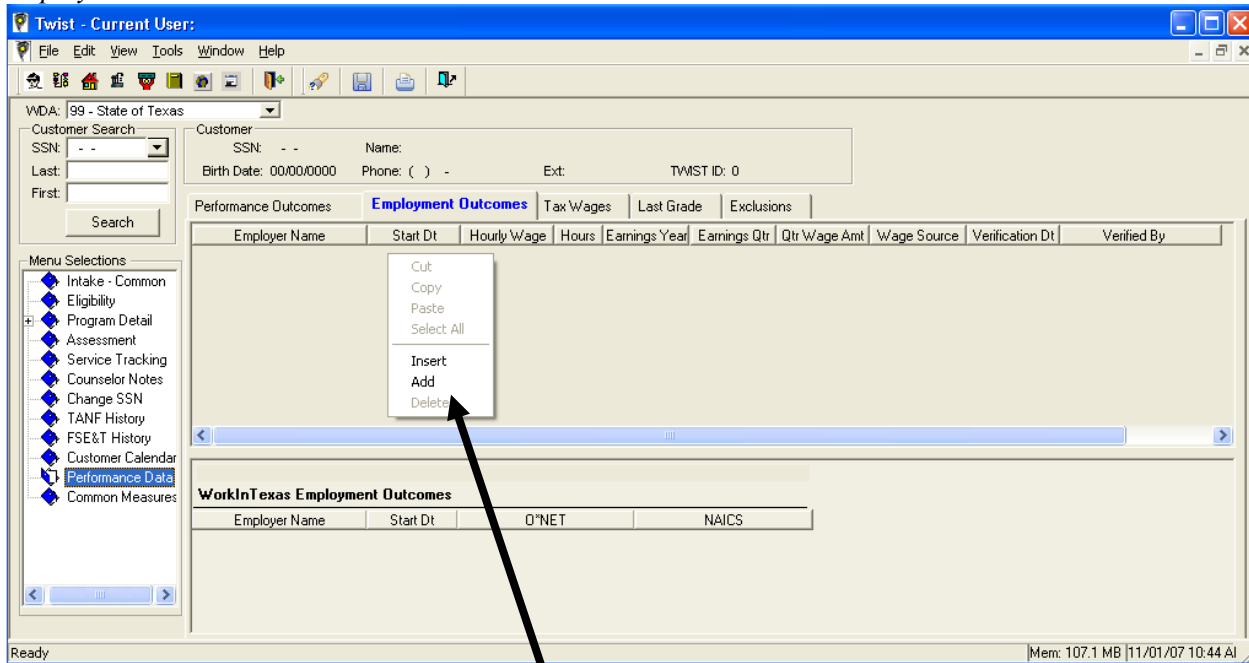 Twist - Current User:
File Edit View Tools Window Help
WDA: 99 - State of Texas
Customer Search
SSN: - -
Last:
First:
Search
Customer
SSN: - - Name:
Birth Date: 00/00/0000 Phone: ( ) - Ext: TWIST ID: 0
Performance Outcomes Employment Outcomes Tax Wages Last Grade Exclusions
Employer Name Start Dt Hourly Wage Hours Earnings Year Earnings Qtr Qtr Wage Amt Wage Source Verification Dt Verified By
Cut
Copy
Paste
Select All
Insert
Add
Delete
Menu Selections
Intake - Common
Eligibility
Program Detail
Assessment
Service Tracking
Counselor Notes
Change SSN
TANF History
FSE&T History
Customer Calendar
Performance Data
Common Measures
WorkInTexas Employment Outcomes
Employer Name Start Dt O*NET NAICS
Ready Mem: 107.1 MB 11/01/07 10:44 AM